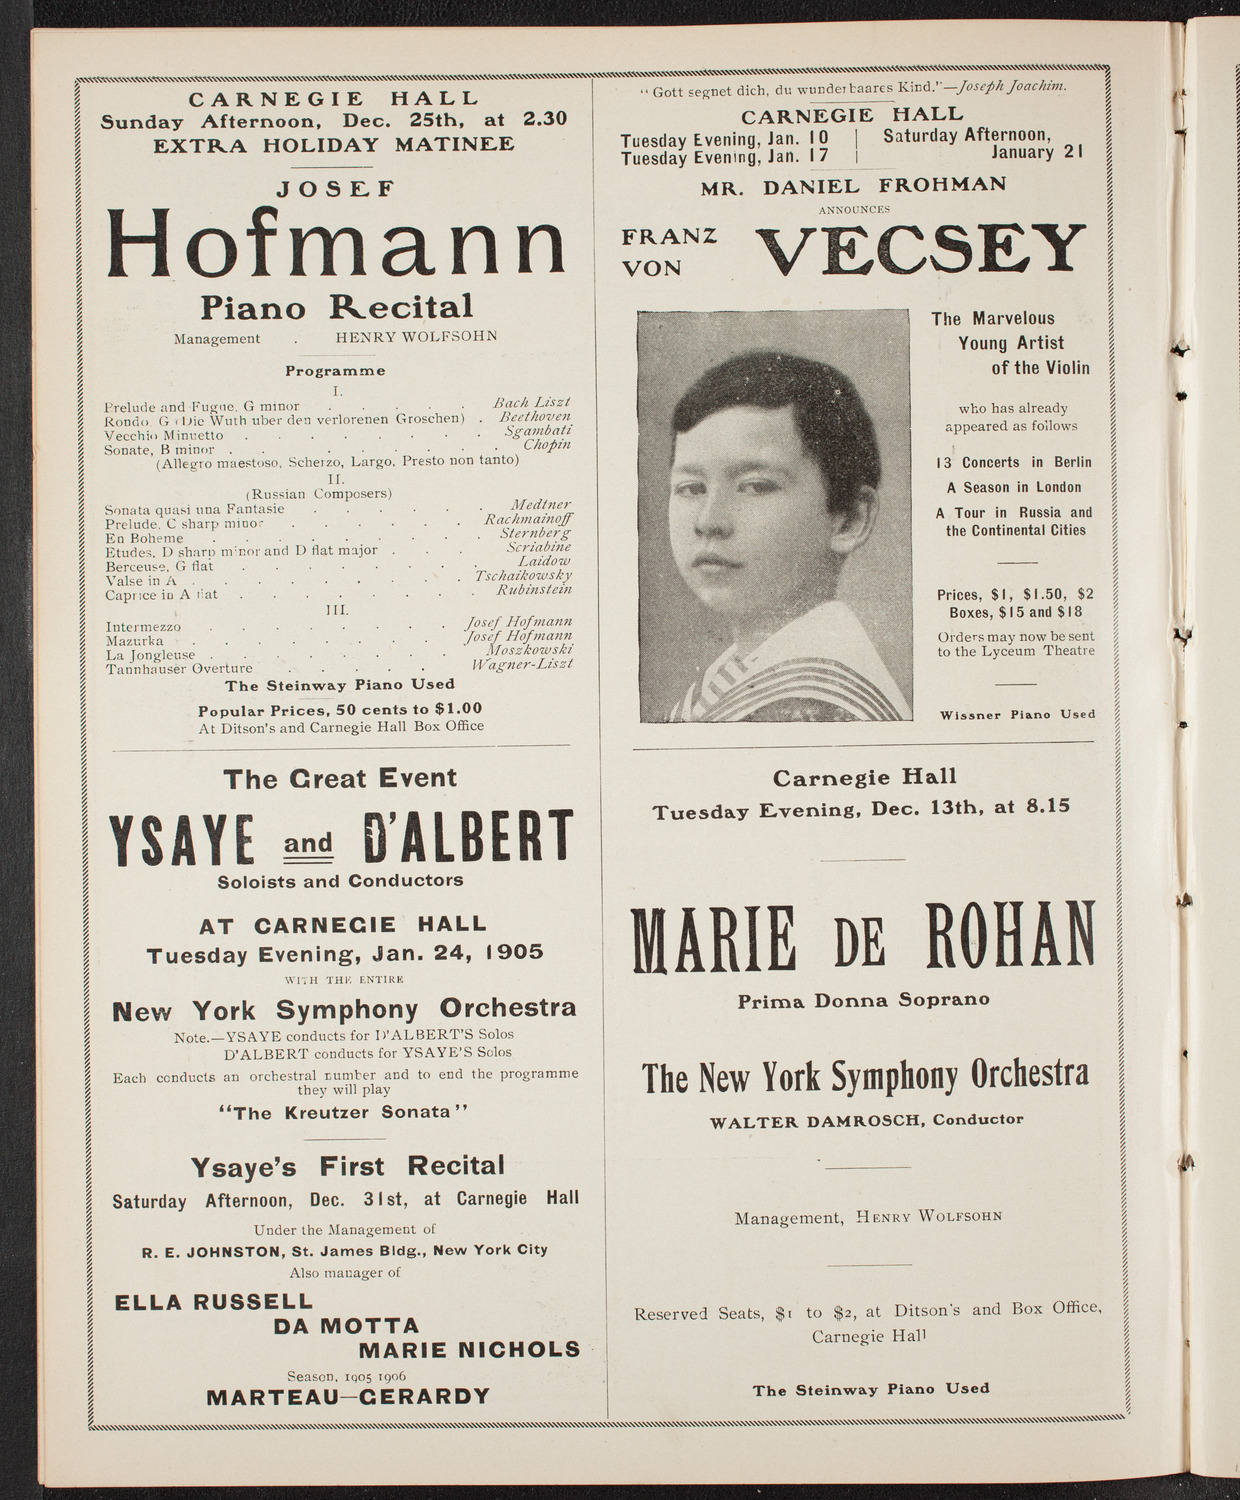 CARNEGIE HALL
Sunday Afternoon, Dec. 25th, at 2.30
EXTRA HOLIDAY MATINEE
JOSEF
Hofmann
Piano Recital
Management . HENRY WOLFSOHN
Programme
I.
Prelude and Fugue, G minor . . . . . Bach Liszt
Rondo, G (Die Wuth uber den verlorenen Groschen) . Beethoven
Vecchio Minuetto . . . . . . . Sgambati
Sonate, B minor . . . . . . . . Chopin
(Allegro maestoso, Scherzo, Largo, Presto non tanto)
II.
(Russian Composers)
Sonata quasi una Fantasie . . . . . Medtner
Prelude, C sharp minor . . . . . . Rachmainoff
En Boheme . . . . . . . . Sternberg
Etudes, D sharp minor and D flat major . . . Scriabine
Berceuse, G flat . . . . . . . Laidow
Valse in A . . . . . . . . Tschaikowsky
Caprice in A flat . . . . . . . Rubinstein
III.
Intermezzo . . . . . . . Josef Hofmann
Mazurka . . . . . . . . Josef Hofmann
La Jongleuse . . . . . . . Moszkowski
Tannhauser Overture . . . . . Wagner-Liszt
The Steinway Piano Used
Popular Prices, 50 cents to $1.00
At Ditson's and Carnegie Hall Box Office
The Great Event
YSAYE and D'ALBERT
Soloists and Conductors
AT CARNEGIE HALL
Tuesday Evening, Jan. 24, 1905
WITH THE ENTIRE
New York Symphony Orchestra
Note.—YSAYE conducts for D'ALBERT'S Solos
D'ALBERT conducts for YSAYE'S Solos
Each conducts an orchestral number and to end the programme
they will play
"The Kreutzer Sonata"
Ysaye's First Recital
Saturday Afternoon, Dec. 31st, at Carnegie Hall
Under the Management of
R. E. JOHNSTON, St. James Bldg., New York City
Also manager of
ELLA RUSSELL
DA MOTTA
MARIE NICHOLS
Season, 1905 1906
MARTEAU—GERARDY
"Gott segnet dich, du wunderbaares Kind."—Joseph Joachim.
CARNEGIE HALL
Tuesday Evening, Jan. 10 | Saturday Afternoon,
Tuesday Evening, Jan. 17 | January 21
MR. DANIEL FROHMAN
ANNOUNCES
FRANZ VON VECSEY
The Marvelous
Young Artist
of the Violin
who has already
appeared as follows
13 Concerts in Berlin
A Season in London
A Tour in Russia and
the Continental Cities
Prices, $1, $1.50, $2
Boxes, $15 and $18
Orders may now be sent
to the Lyceum Theatre
Wissner Piano Used
Carnegie Hall
Tuesday Evening, Dec. 13th, at 8.15
MARIE DE ROHAN
Prima Donna Soprano
The New York Symphony Orchestra
WALTER DAMROSCH, Conductor
Management, HENRY WOLFSOHN
Reserved Seats, $1 to $2, at Ditson's and Box Office,
Carnegie Hall
The Steinway Piano Used